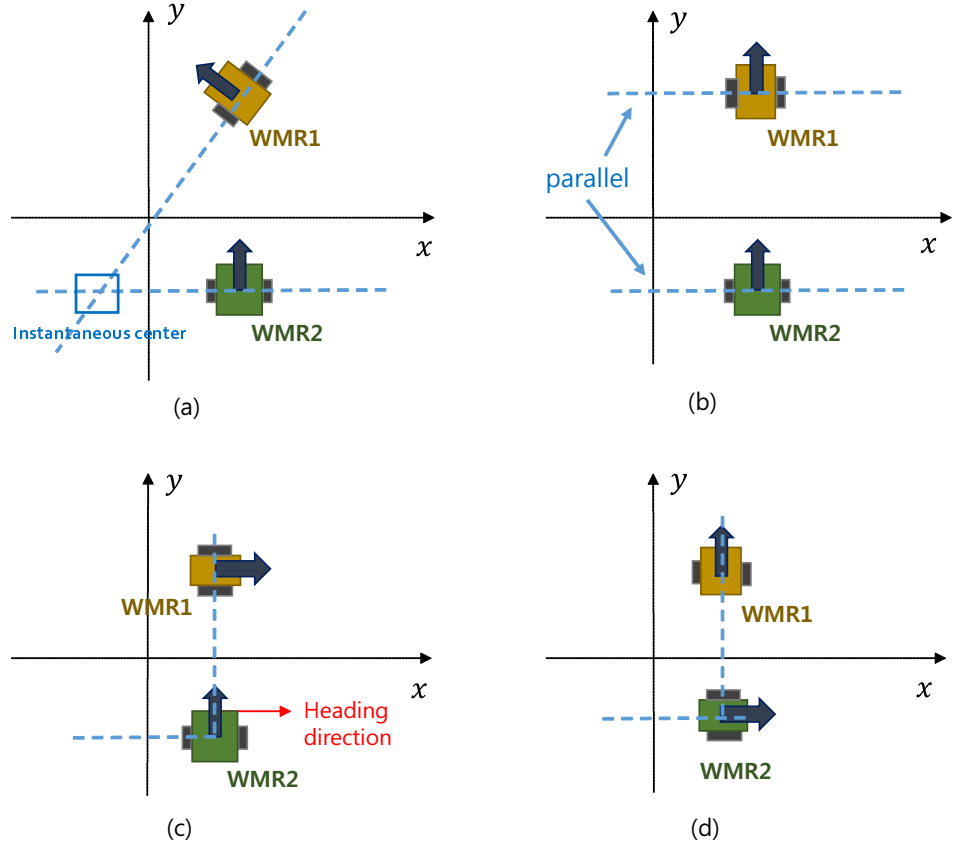 y
WMR1
x
Instantaneous center
WMR2
(a)
y
WMR1
parallel
x
WMR2
(b)
y
WMR1
x
Heading
direction
WMR2
(c)
y
WMR1
x
WMR2
(d)